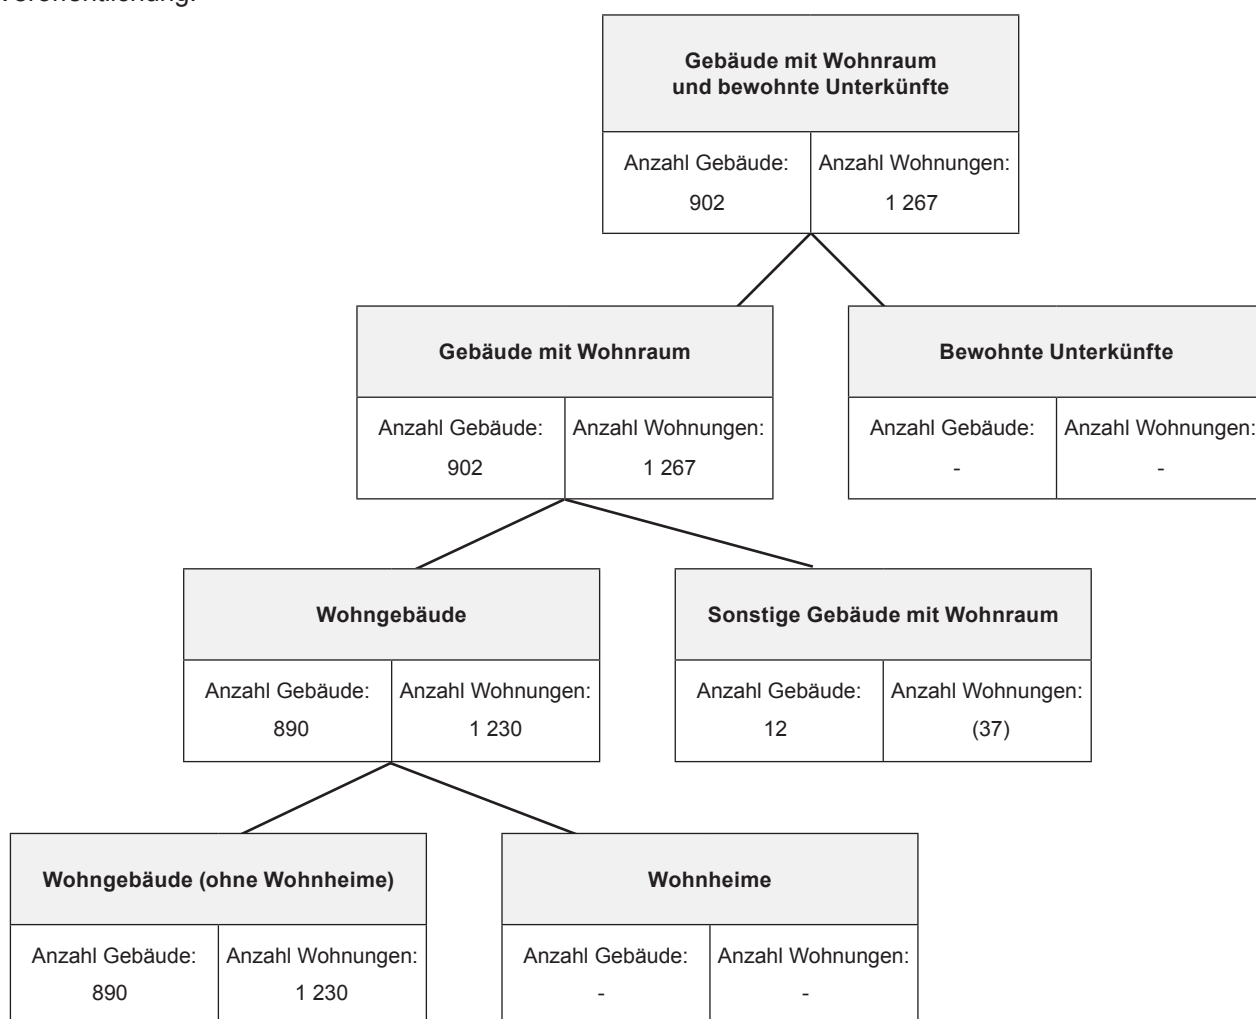 Veröffentlichung.
Gebäude mit Wohnraum
und bewohnte Unterkünfte
Anzahl Gebäude: Anzahl Wohnungen:
902 1 267
Gebäude mit Wohnraum
Anzahl Gebäude: Anzahl Wohnungen:
902 1 267
Bewohnte Unterkünfte
Anzahl Gebäude: Anzahl Wohnungen:
- -
Wohngebäude
Anzahl Gebäude: Anzahl Wohnungen:
890 1 230
Sonstige Gebäude mit Wohnraum
Anzahl Gebäude: Anzahl Wohnungen:
12 (37)
Wohngebäude (ohne Wohnheime)
Anzahl Gebäude: Anzahl Wohnungen:
890 1 230
Wohnheime
Anzahl Gebäude: Anzahl Wohnungen:
- -